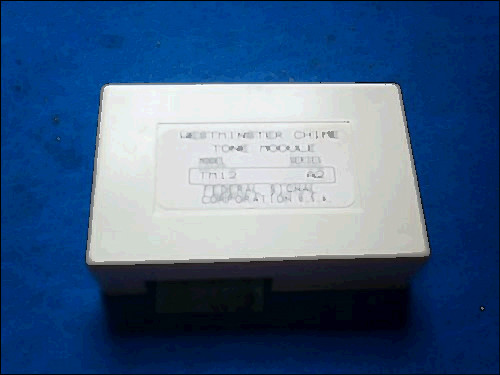 WESTMINSTER CHIME
TONE MODULE
MODEL SERIES
TM12 A2
FEDERAL SIGNAL
CORPORATION U.S.A.